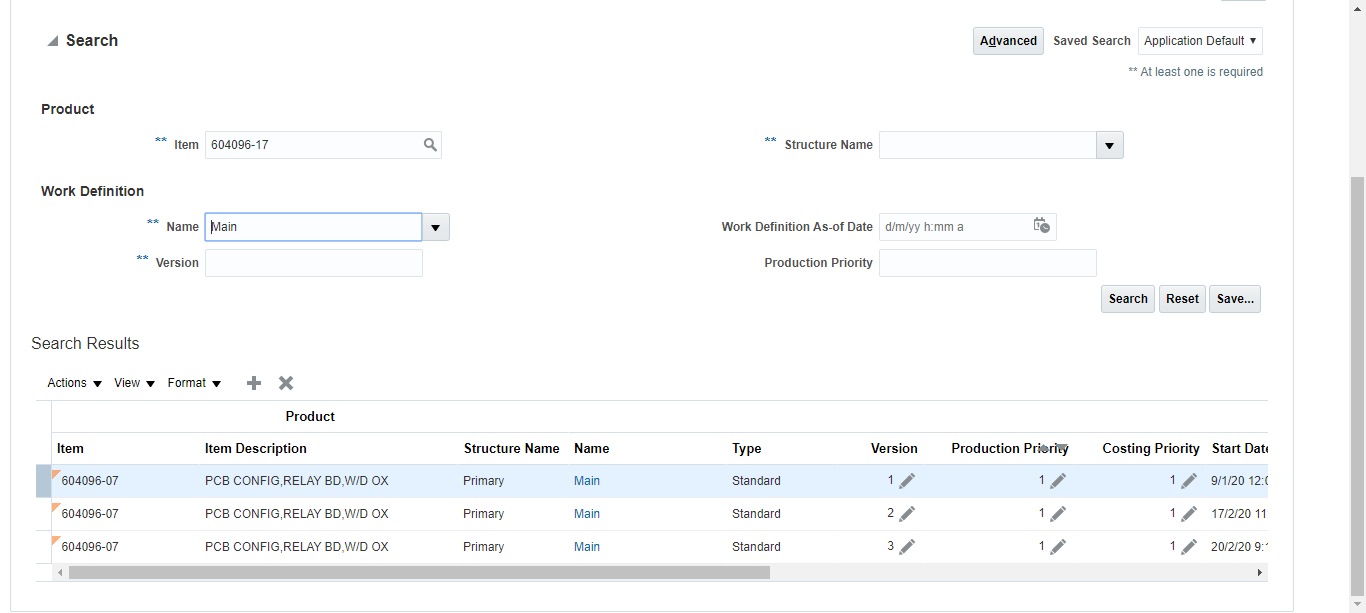 Search Advanced Saved Search Application Default
** At least one is required
Product
** Item 604096-17 ** Structure Name
Work Definition
** Name Main Work Definition As-of Date d/m/yy h:mm a
** Version Production Priority
Search Reset Save...
Search Results
Actions View Format
Product
Item Item Description Structure Name Name Type Version Production Priority Costing Priority Start Date
604096-07 PCB CONFIG,RELAY BD,W/D OX Primary Main Standard 1 1 1 9/1/20 12:0
604096-07 PCB CONFIG,RELAY BD,W/D OX Primary Main Standard 2 1 1 17/2/20 11
604096-07 PCB CONFIG,RELAY BD,W/D OX Primary Main Standard 3 1 1 20/2/20 9: